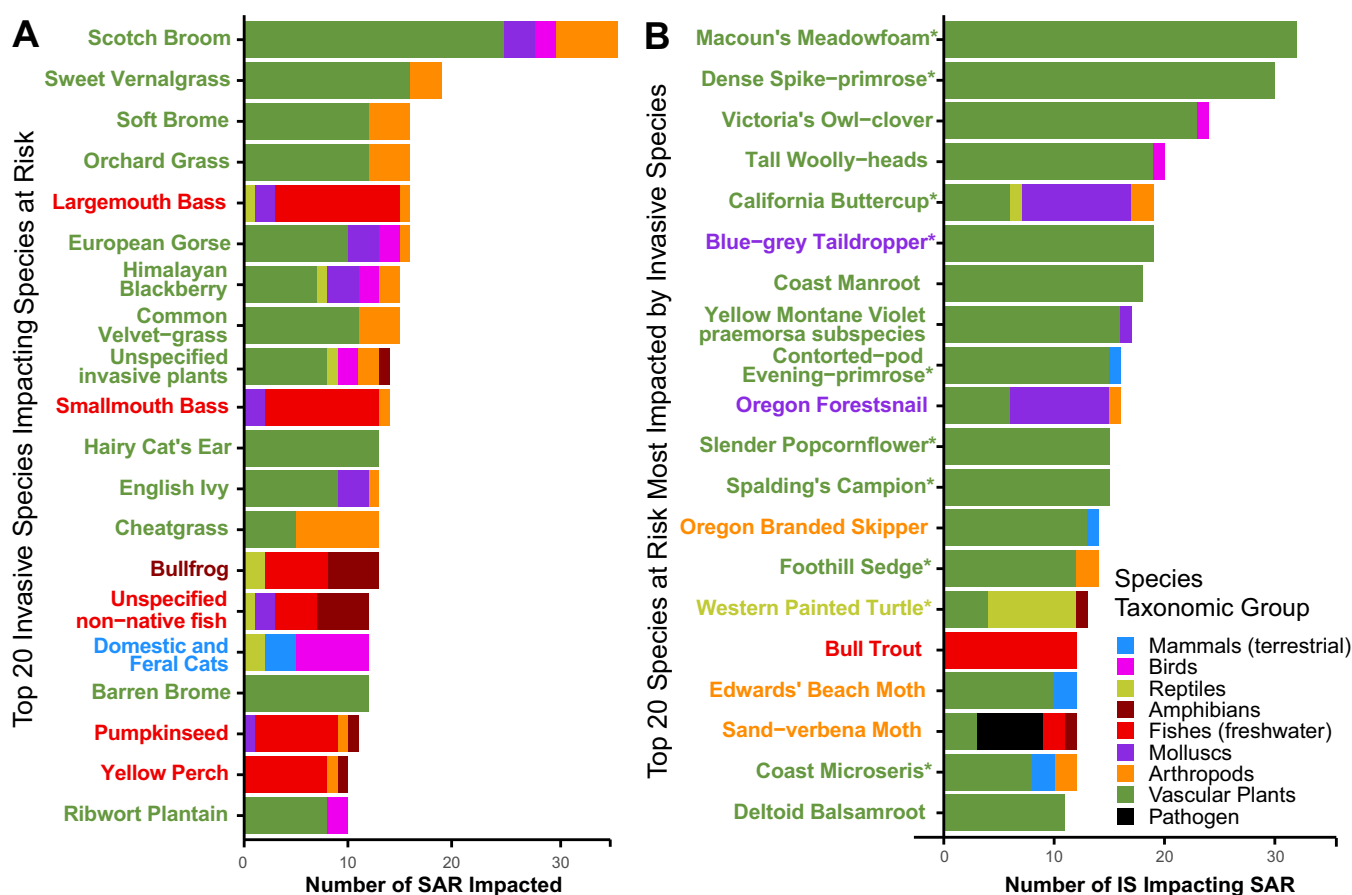 A
Top 20 Invasive Species Impacting Species at Risk
Scotch Broom
Sweet Vernalgrass
Soft Brome
Orchard Grass
Largemouth Bass
European Gorse
Himalayan
Blackberry
Common
Velvet−grass
Unspecified
invasive plants
Smallmouth Bass
Hairy Cat's Ear
English Ivy
Cheatgrass
Bullfrog
Unspecified
non−native fish
Domestic and
Feral Cats
Barren Brome
Pumpkinseed
Yellow Perch
Ribwort Plantain
0 10 20 30
Number of SAR Impacted
B
Top 20 Species at Risk Most Impacted by Invasive Species
Macoun's Meadowfoam*
Dense Spike−primrose*
Victoria's Owl−clover
Tall Woolly−heads
California Buttercup*
Blue−grey Taildropper*
Coast Manroot
Yellow Montane Violet
praemorsa subspecies
Contorted−pod
Evening−primrose*
Oregon Forestsnail
Slender Popcornflower*
Spalding's Campion*
Oregon Branded Skipper
Foothill Sedge*
Western Painted Turtle*
Bull Trout
Edwards' Beach Moth
Sand−verbena Moth
Coast Microseris*
Deltoid Balsamroot
0 10 20 30
Number of IS Impacting SAR
Species
Taxonomic Group
Mammals (terrestrial)
Birds
Reptiles
Amphibians
Fishes (freshwater)
Molluscs
Arthropods
Vascular Plants
Pathogen